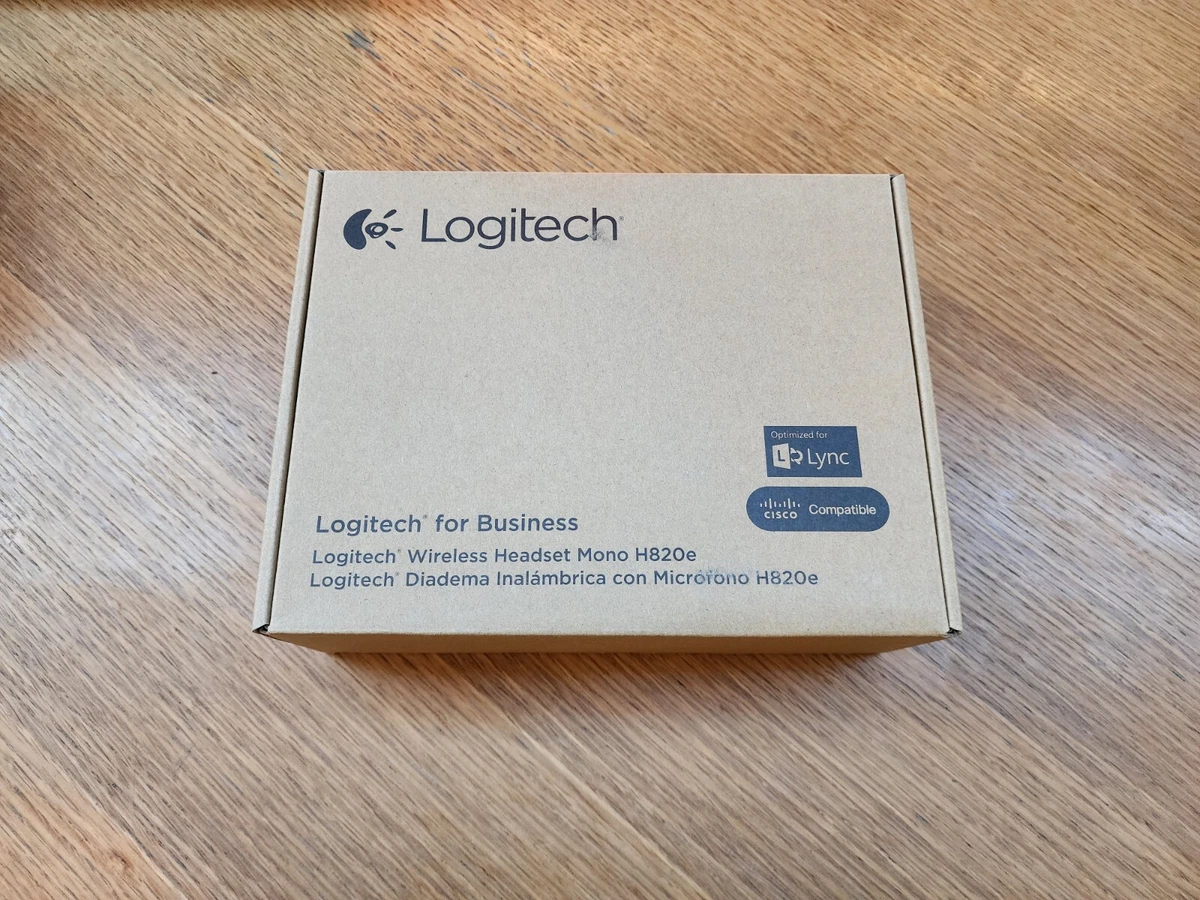 Logitech
Optimized for
L Lync
CISCO Compatible
Logitech® for Business
Logitech® Wireless Headset Mono H820e
Logitech® Diadema Inalámbrica con Micrófono H820e